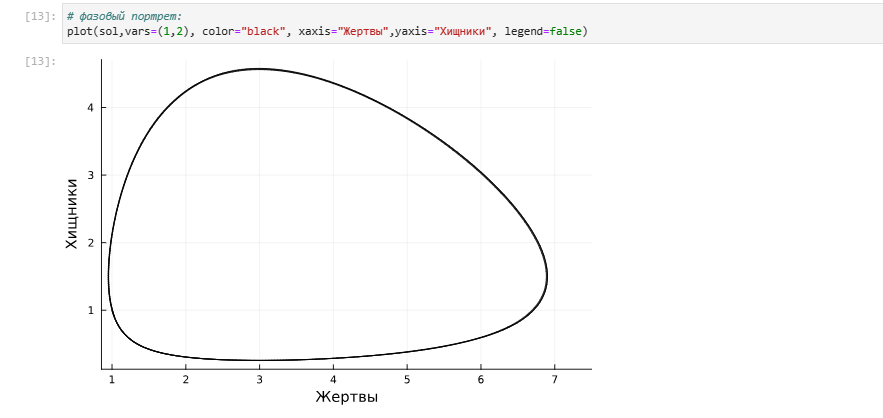 [13]: # фазовый портрет:
plot(sol,vars=(1,2), color="black", xaxis="Жертвы",yaxis="Хищники", legend=false)
[13]:
4
3
2
1
Хищники
1 2 3 4 5 6 7
Жертвы